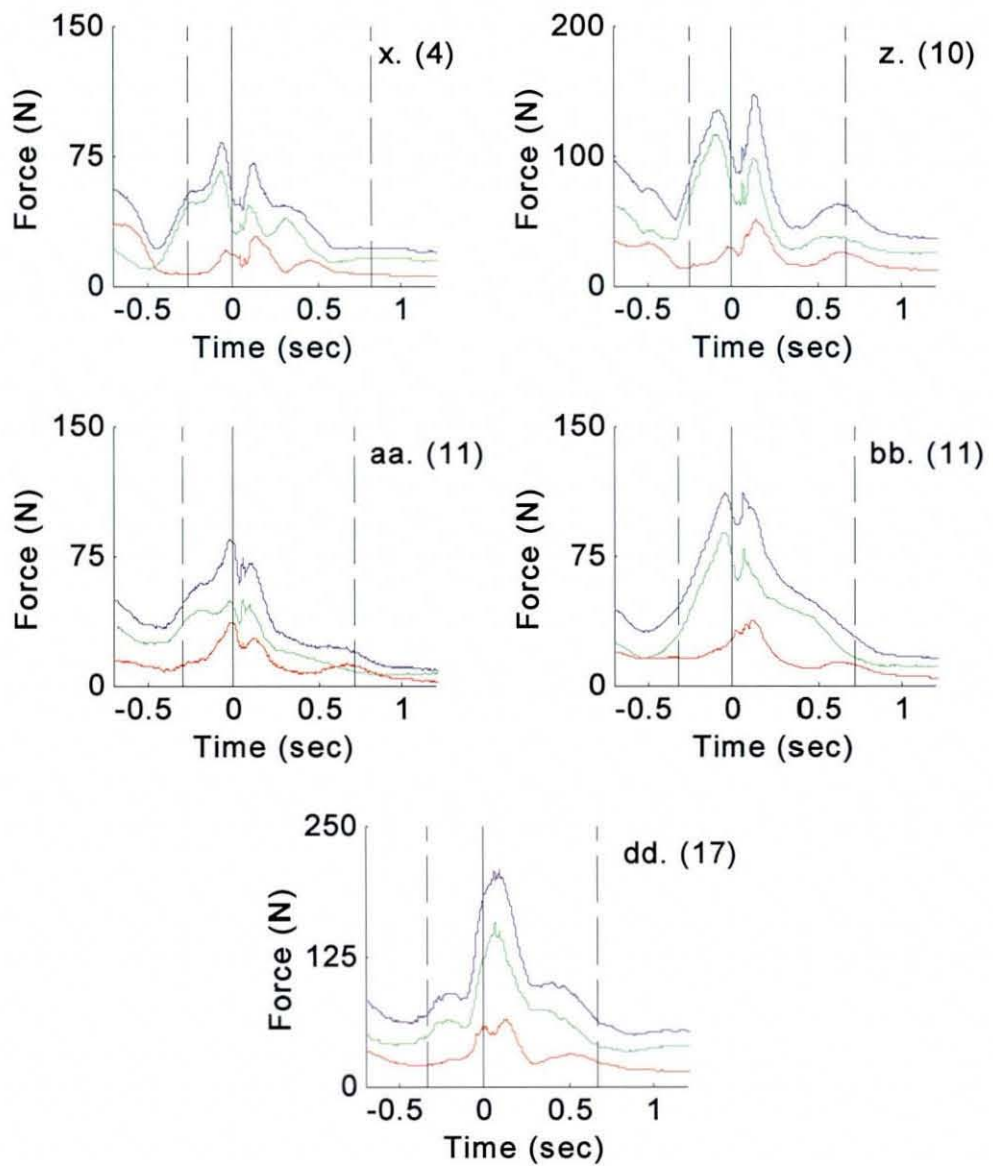 150
75
0
Force (N)
x. (4)
-0.5 0 0.5 1
Time (sec)
200
100
0
Force (N)
z. (10)
-0.5 0 0.5 1
Time (sec)
150
75
0
Force (N)
aa. (11)
-0.5 0 0.5 1
Time (sec)
150
75
0
Force (N)
bb. (11)
-0.5 0 0.5 1
Time (sec)
250
125
0
Force (N)
dd. (17)
-0.5 0 0.5 1
Time (sec)